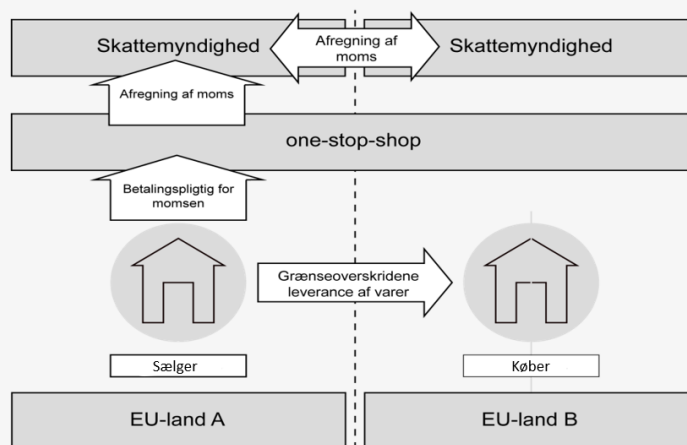 Skattemyndighed
Afregning af
moms
Skattemyndighed
Afregning af moms
one-stop-shop
Betalingspligtig for
momsen
Grænseoverskridene
leverance af varer
Sælger
Køber
EU-land A
EU-land B